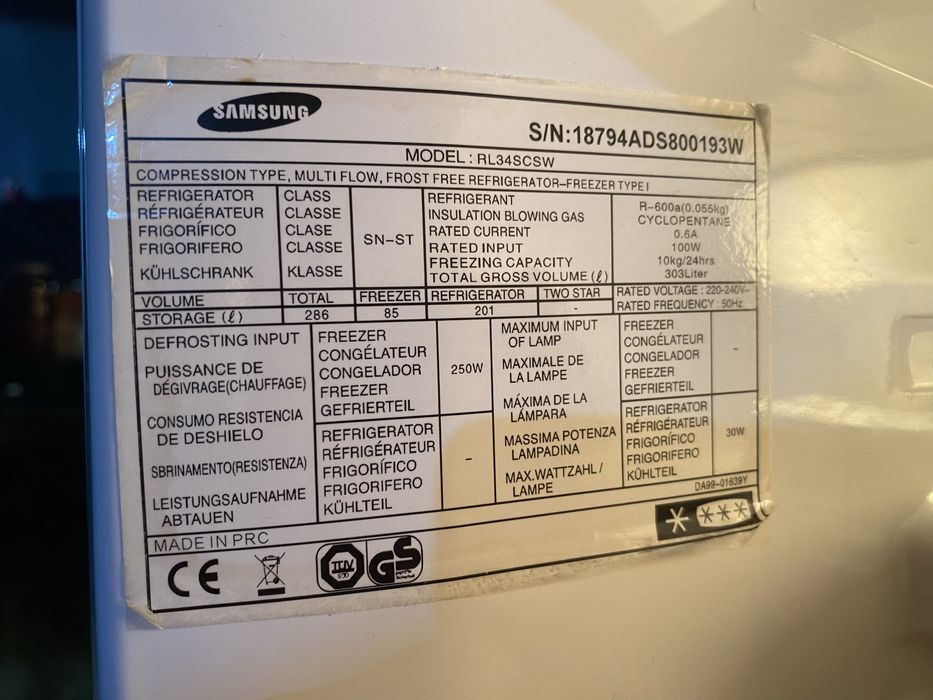 SAMSUNG
S/N:18794ADS800193W
MODEL : RL34SCSW
COMPRESSION TYPE, MULTI FLOW, FROST FREE REFRIGERATOR-FREEZER TYPE I
REFRIGERATOR
RÉFRIGÉRATEUR
FRIGORÍFICO
FRIGORIFERO
KÜHLSCHRANK
CLASS
CLASSE
CLASE
CLASSE
KLASSE
SN-ST
REFRIGERANT R-600a(0.055kg)
INSULATION BLOWING GAS CYCLOPENTANE
RATED CURRENT 0.6A
RATED INPUT 100W
FREEZING CAPACITY 10kg/24hrs
TOTAL GROSS VOLUME (ℓ) 303Liter
VOLUME TOTAL FREEZER REFRIGERATOR TWO STAR RATED VOLTAGE : 220-240V~
STORAGE (ℓ) 286 85 201 - RATED FREQUENCY : 50Hz
DEFROSTING INPUT
PUISSANCE DE
DÉGIVRAGE(CHAUFFAGE)
CONSUMO RESISTENCIA
DE DESHIELO
SBRINAMENTO(RESISTENZA)
LEISTUNGSAUFNAHME
ABTAUEN
FREEZER
CONGÉLATEUR
CONGELADOR
FREEZER
GEFRIERTEIL
250W
REFRIGERATOR
RÉFRIGÉRATEUR
FRIGORÍFICO
FRIGORIFERO
KÜHLTEIL
-
MAXIMUM INPUT
OF LAMP
MAXIMALE DE
LA LAMPE
MÁXIMA DE LA
LÁMPARA
MASSIMA POTENZA
LAMPADINA
MAX.WATTZAHL/
LAMPE
FREEZER
CONGÉLATEUR
CONGELADOR
FREEZER
GEFRIERTEIL
-
REFRIGERATOR
RÉFRIGÉRATEUR
FRIGORÍFICO
FRIGORIFERO
KÜHLTEIL
30W
DA99-01639Y
MADE IN PRC
CE
TÜV
GS